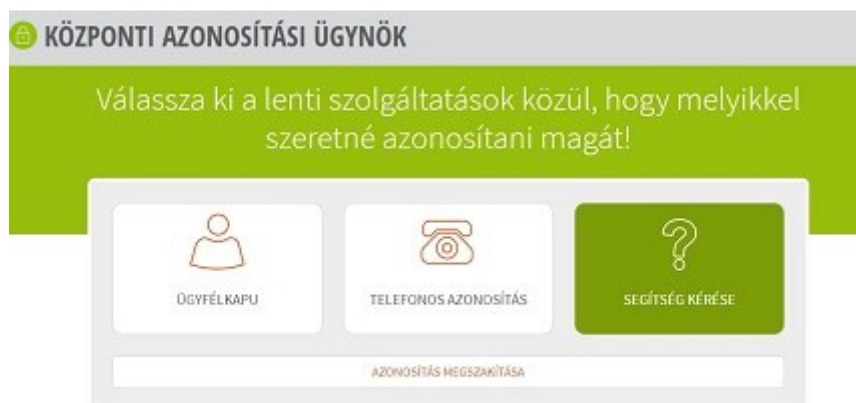 KÖZPONTI AZONOSÍTÁSI ÜGYNÖK
Válassza ki a lenti szolgáltatások közül, hogy melyikkel
szeretné azonosítani magát!
ÜGYFÉLKAPU
TELEFONOS AZONOSÍTÁS
SEGÍTSÉG KÉRÉSE
AZONOSÍTÁS MEGSZAKÍTÁSA